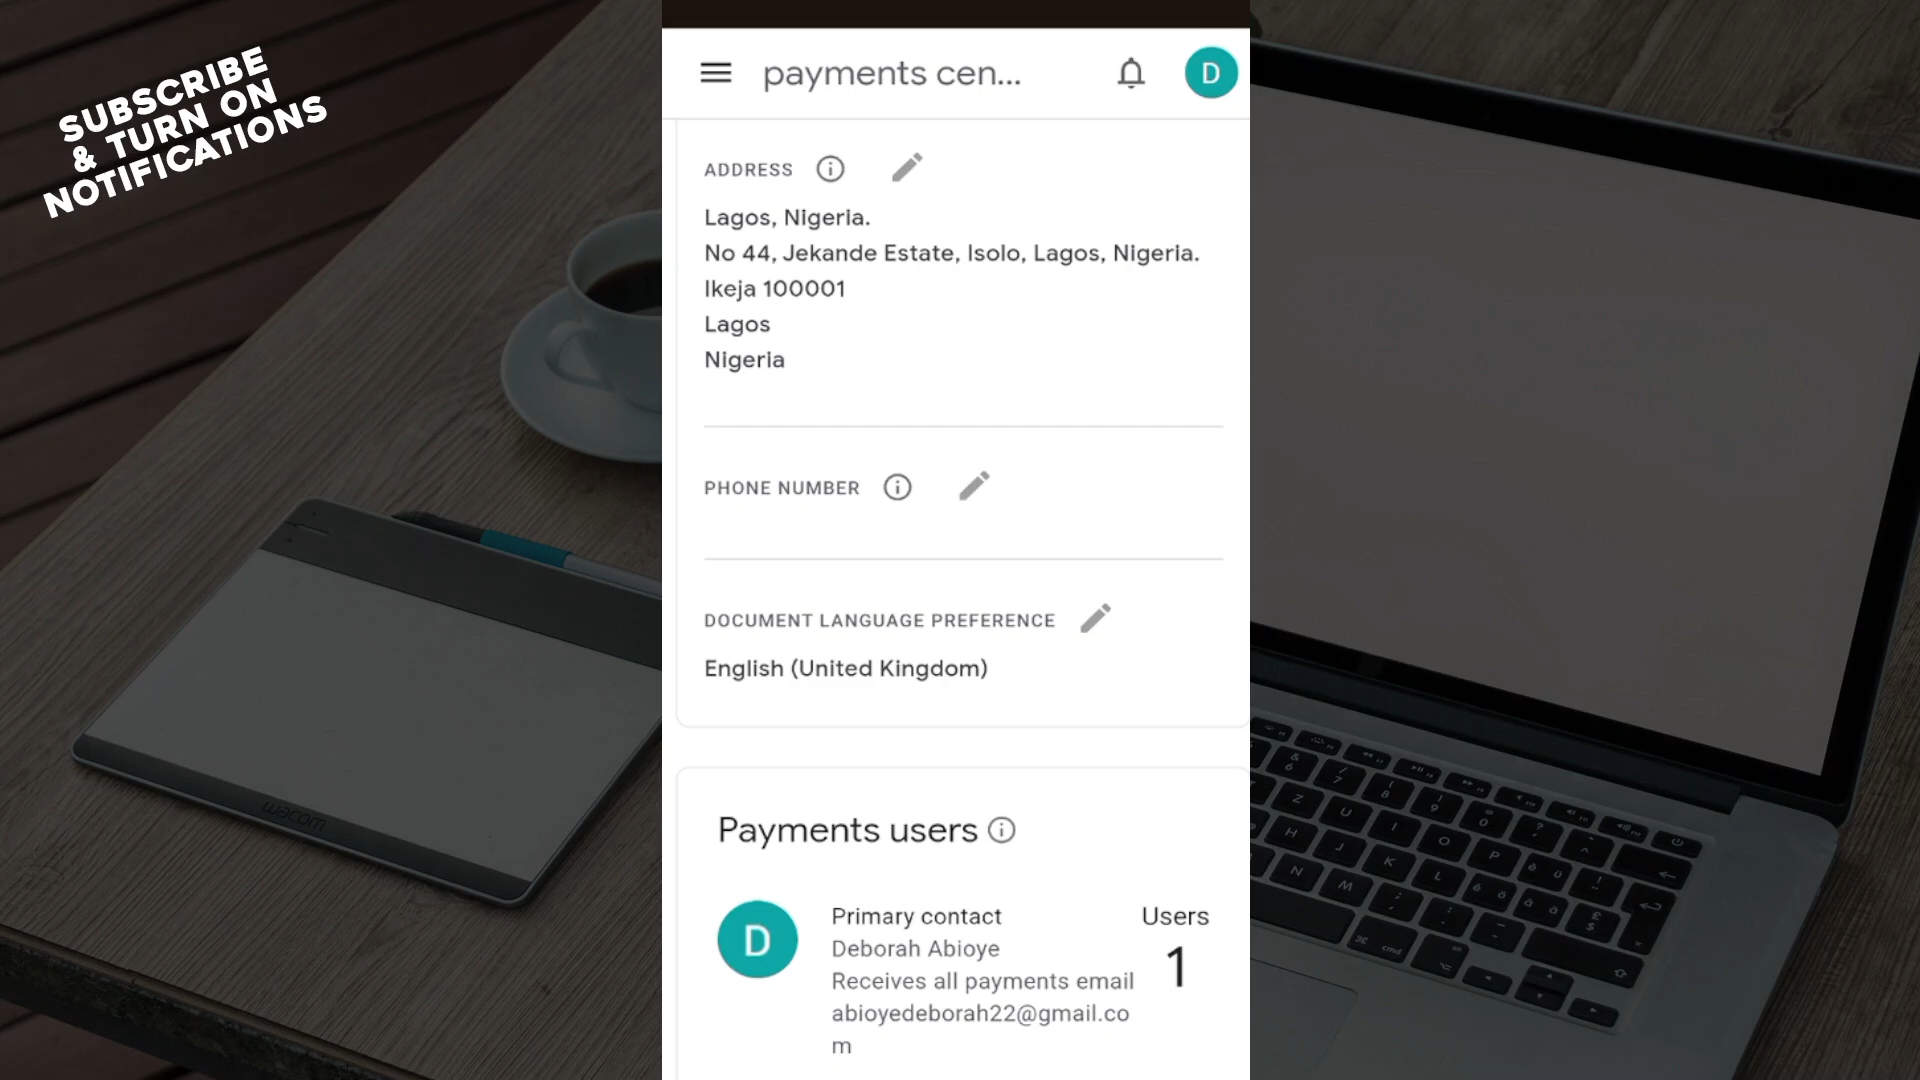 SUBSCRIBE
& TURN ON
NOTIFICATIONS
payments cen...
D
ADDRESS
Lagos, Nigeria.
No 44, Jekande Estate, Isolo, Lagos, Nigeria.
Ikeja 100001
Lagos
Nigeria
PHONE NUMBER
DOCUMENT LANGUAGE PREFERENCE
English (United Kingdom)
Payments users
D
Primary contact
Deborah Abioye
Receives all payments email
abioyedeborah22@gmail.co
m
Users
1
wacom